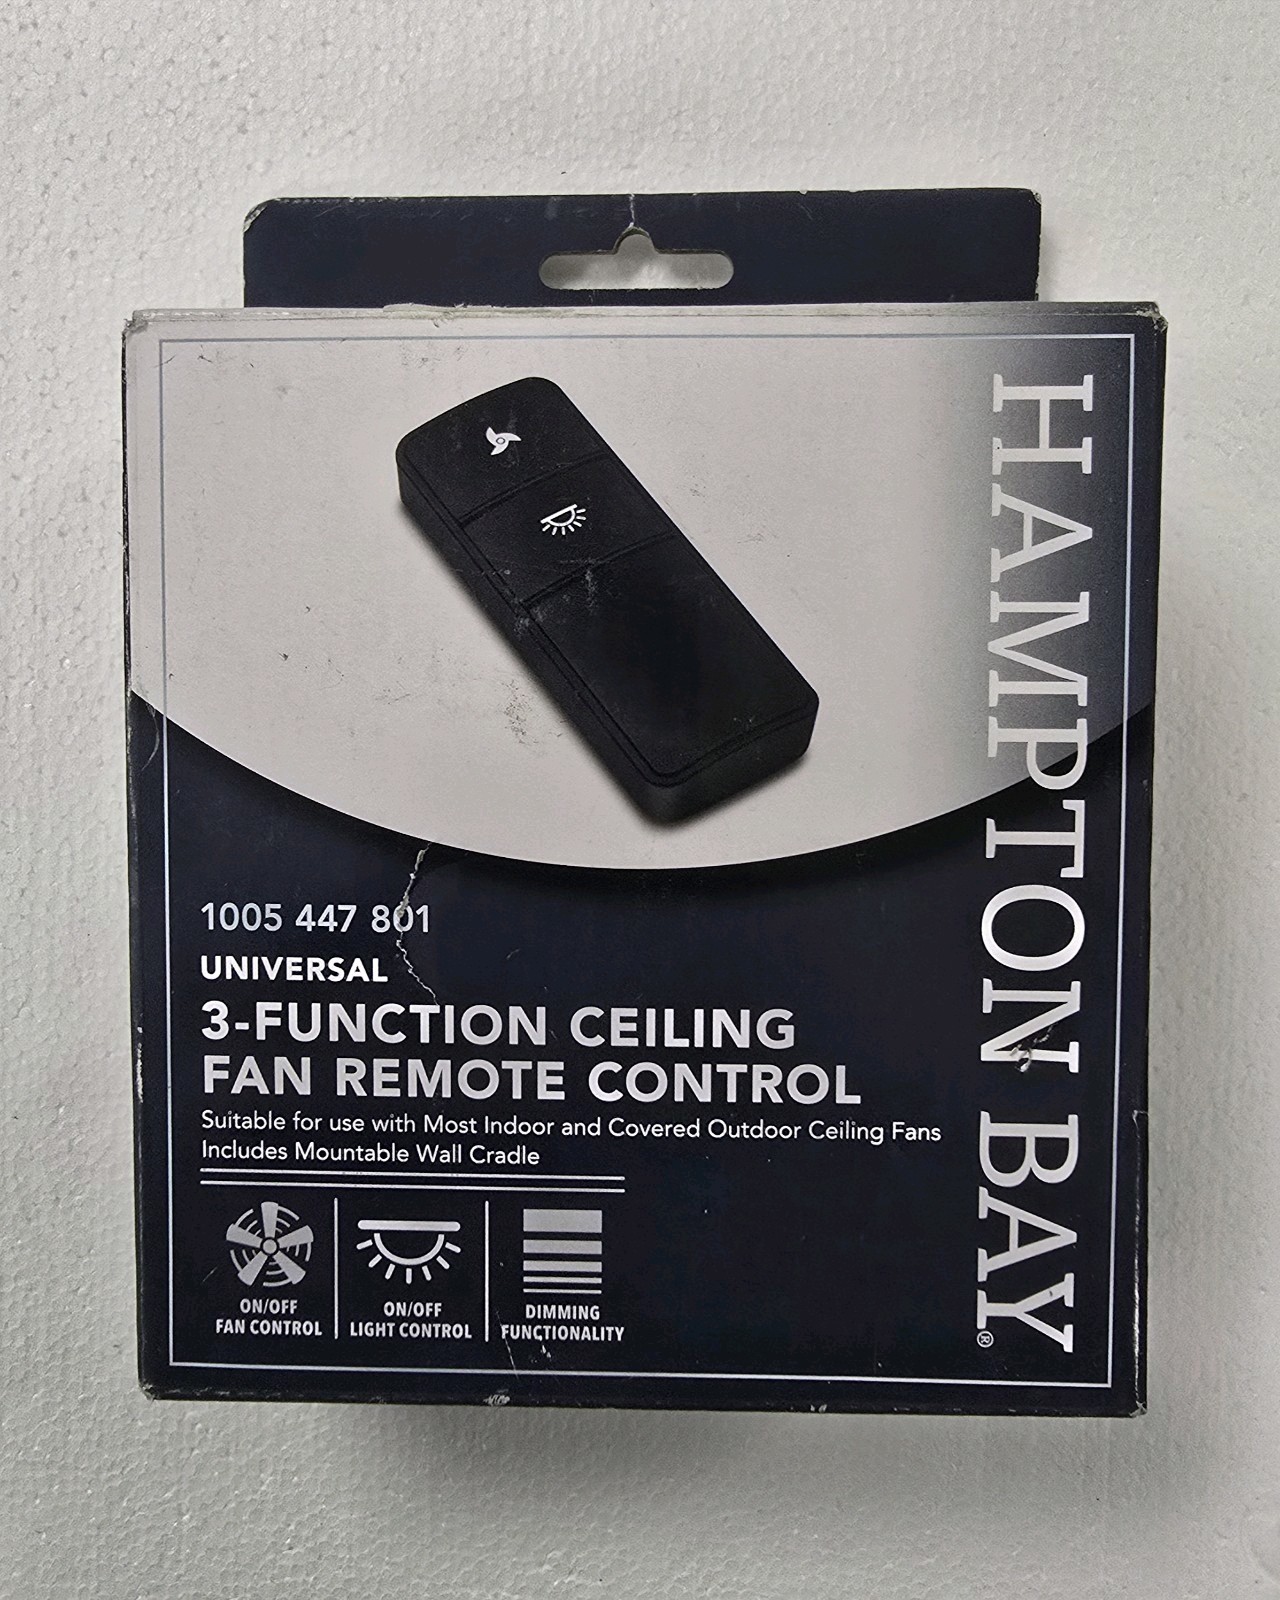 HAMPTON BAY®
1005 447 801
UNIVERSAL
3-FUNCTION CEILING
FAN REMOTE CONTROL
Suitable for use with Most Indoor and Covered Outdoor Ceiling Fans
Includes Mountable Wall Cradle
ON/OFF
FAN CONTROL
ON/OFF
LIGHT CONTROL
DIMMING
FUNCTIONALITY